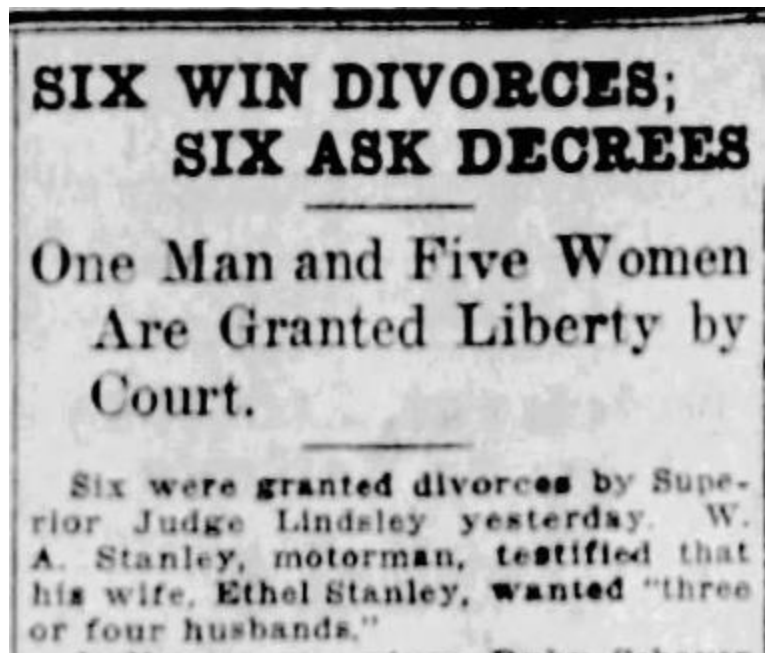 SIX WIN DIVORCES;
SIX ASK DECREES
One Man and Five Women
Are Granted Liberty by
Court.
Six were granted divorces by Supe-
rior Judge Lindsley yesterday. W.
A. Stanley, motorman, testified that
his wife, Ethel Stanley, wanted "three
or four husbands."